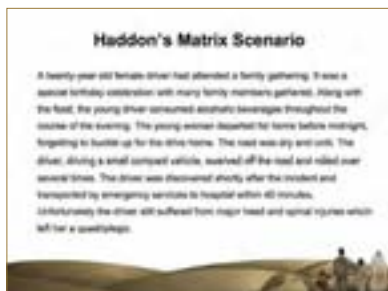 Haddon's Matrix Scenario
A twenty-year old female driver had attended a family gathering. It was a
special birthday celebration with many family members gathered. Along with
the food, the young driver consumed alcoholic beverages throughout the
course of the evening. The young woman departed for home before midnight,
forgetting to buckle up for the drive home. The road was dry and unlit. The
driver, driving a small compact vehicle, swerved off the road and rolled over
several times. The driver was discovered shortly after the incident and
transported by emergency services to hospital within 40 minutes.
Unfortunately the driver still suffered from major head and spinal injuries which
left her a quadriplegic.